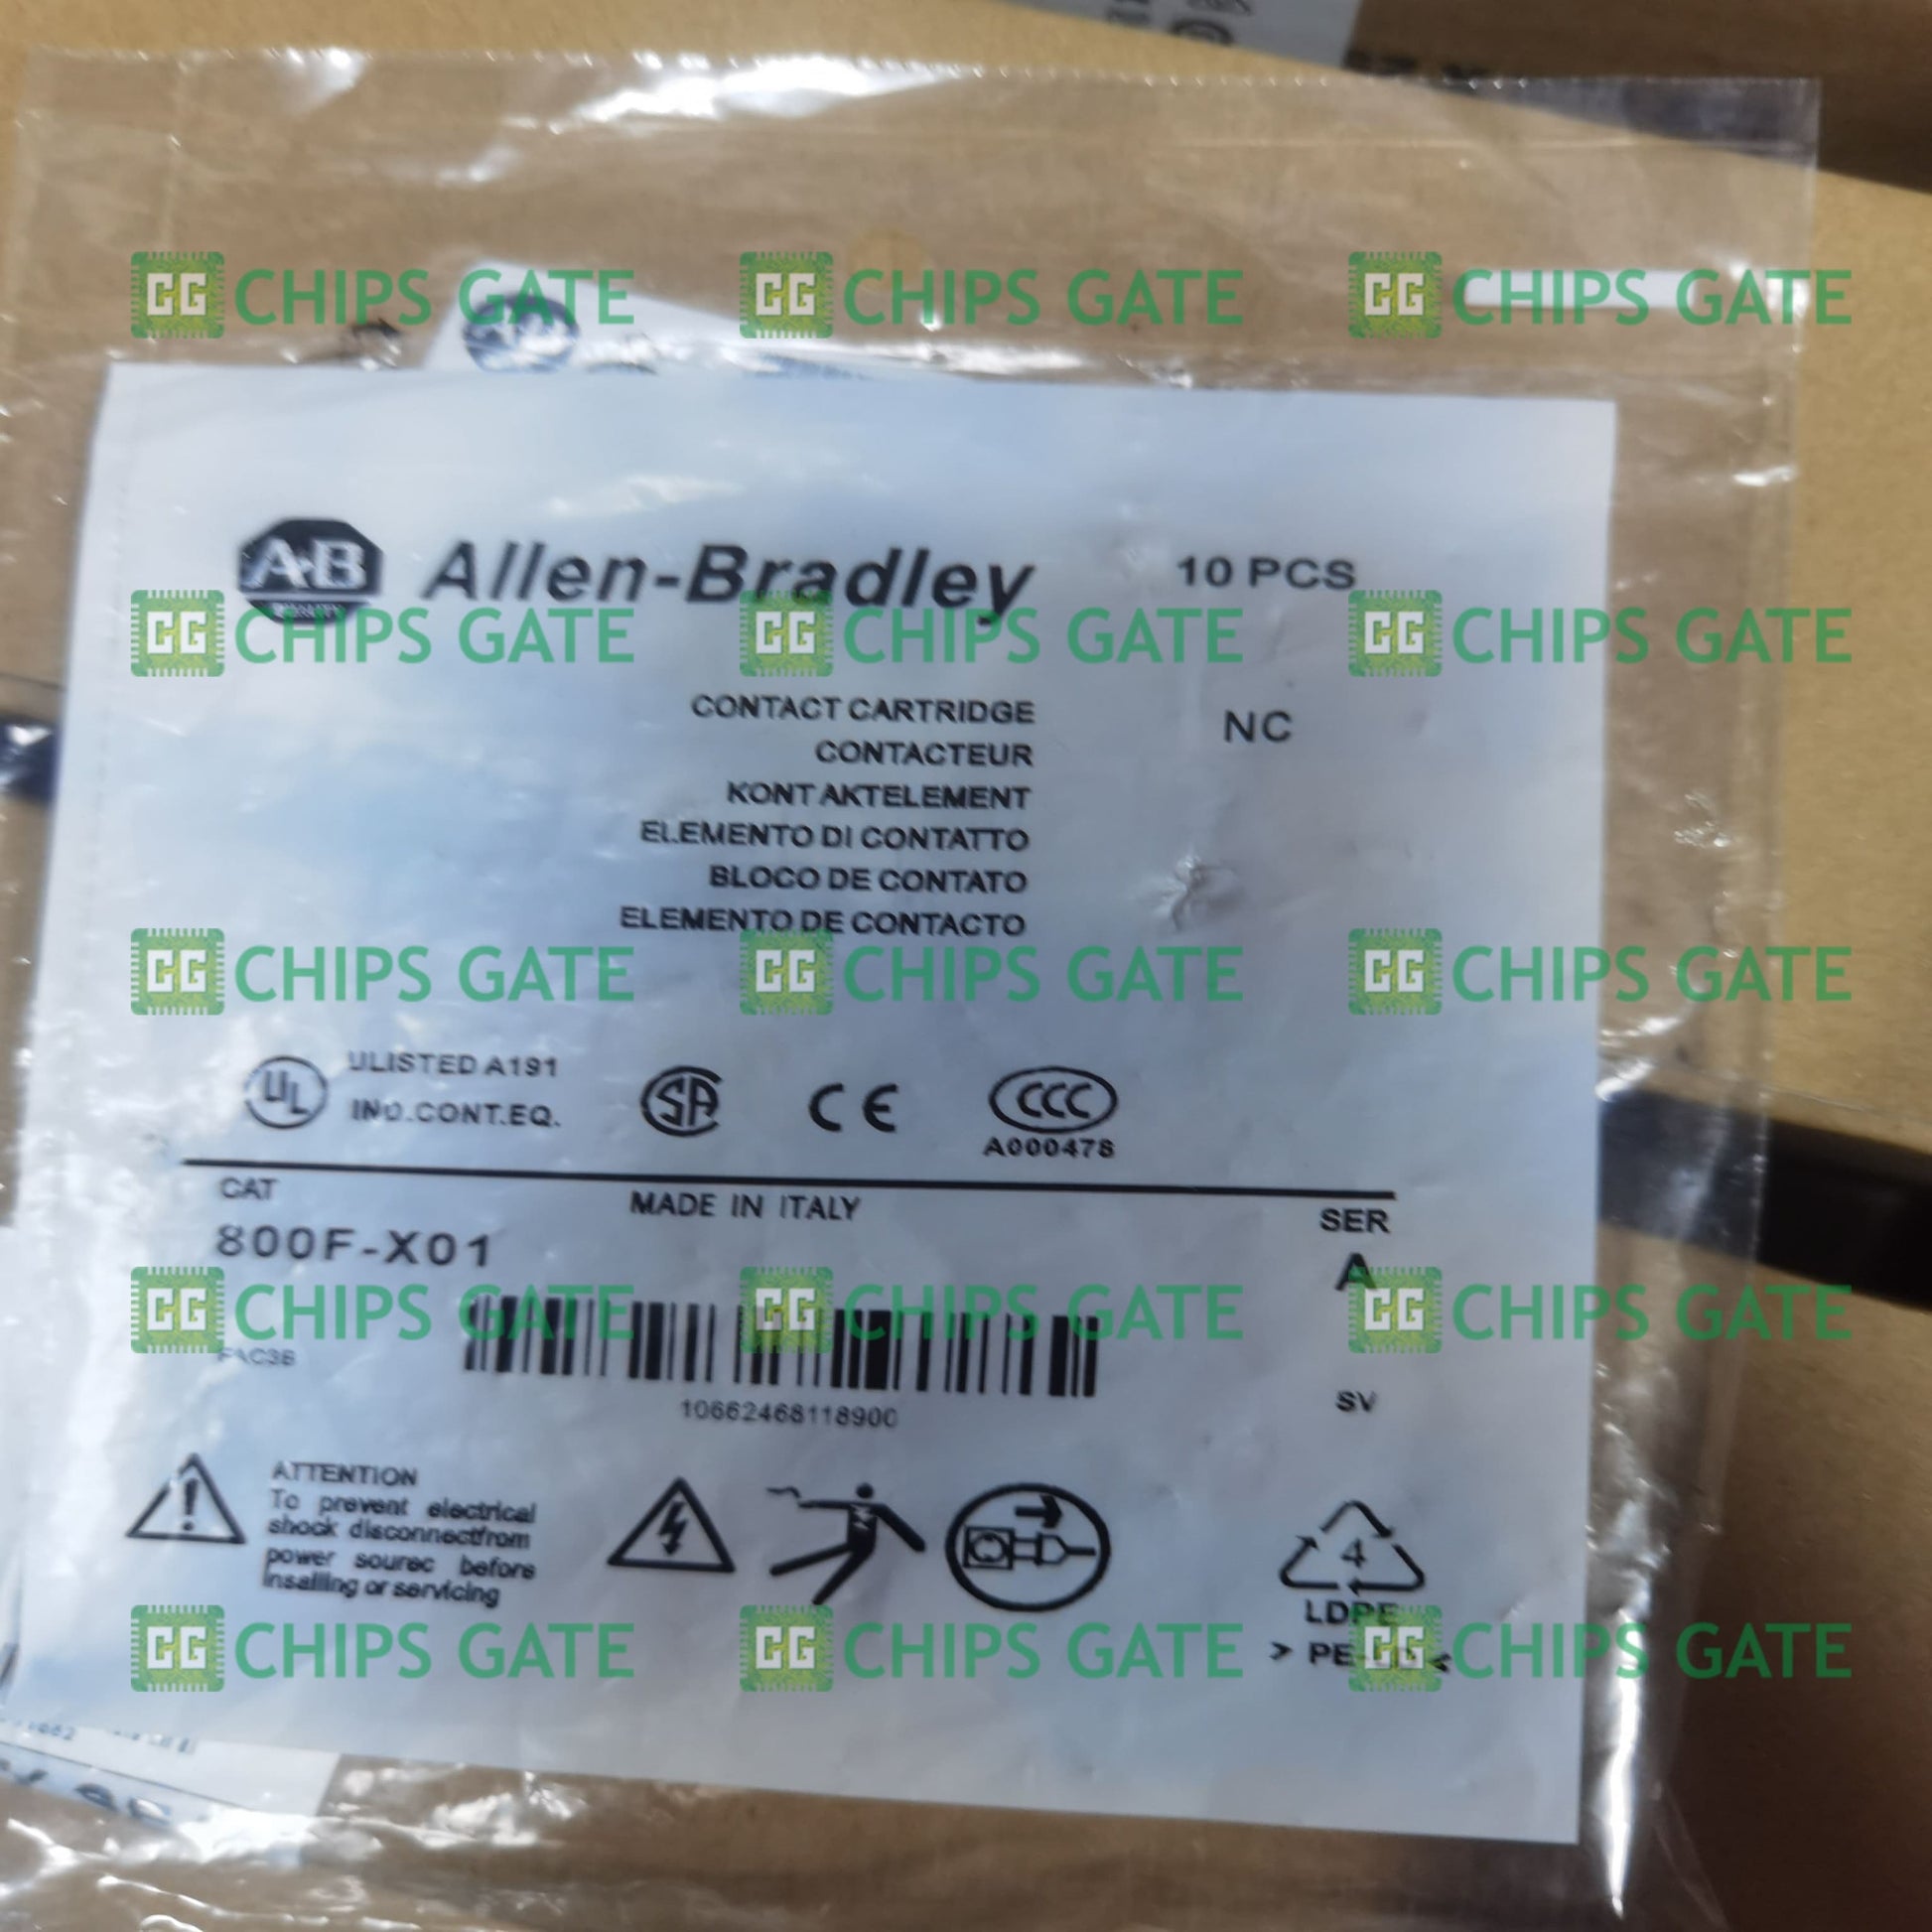 CHIPS GATE CHIPS GATE CHIPS GATE
A-B Allen-Bradley 10 PCS
QUALITY
CHIPS GATE CHIPS GATE CHIPS GATE
CONTACT CARTRIDGE NC
CONTACTEUR
KONT AKTELEMENT
ELEMENTO DI CONTATTO
BLOCO DE CONTATO
ELEMENTO DE CONTACTO
CHIPS GATE CHIPS GATE CHIPS GATE
UL ULISTED A191
IND.CONT.EQ.
SA CE CCC
A000478
CAT MADE IN ITALY SER
800F-X01 A
CHIPS GATE CHIPS GATE CHIPS GATE
10662468118900 SV
ATTENTION
To prevent electrical
shock disconnectfrom
power sourec before
insalling or servicing
4
LDPE
CHIPS GATE CHIPS GATE CHIPS GATE